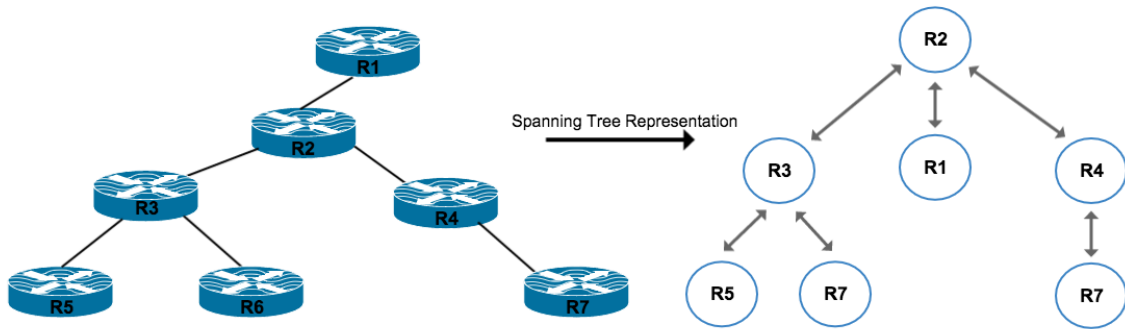 R1
R2
R3
R4
R5
R6
R7
Spanning Tree Representation
R2
R3
R1
R4
R5
R7
R7